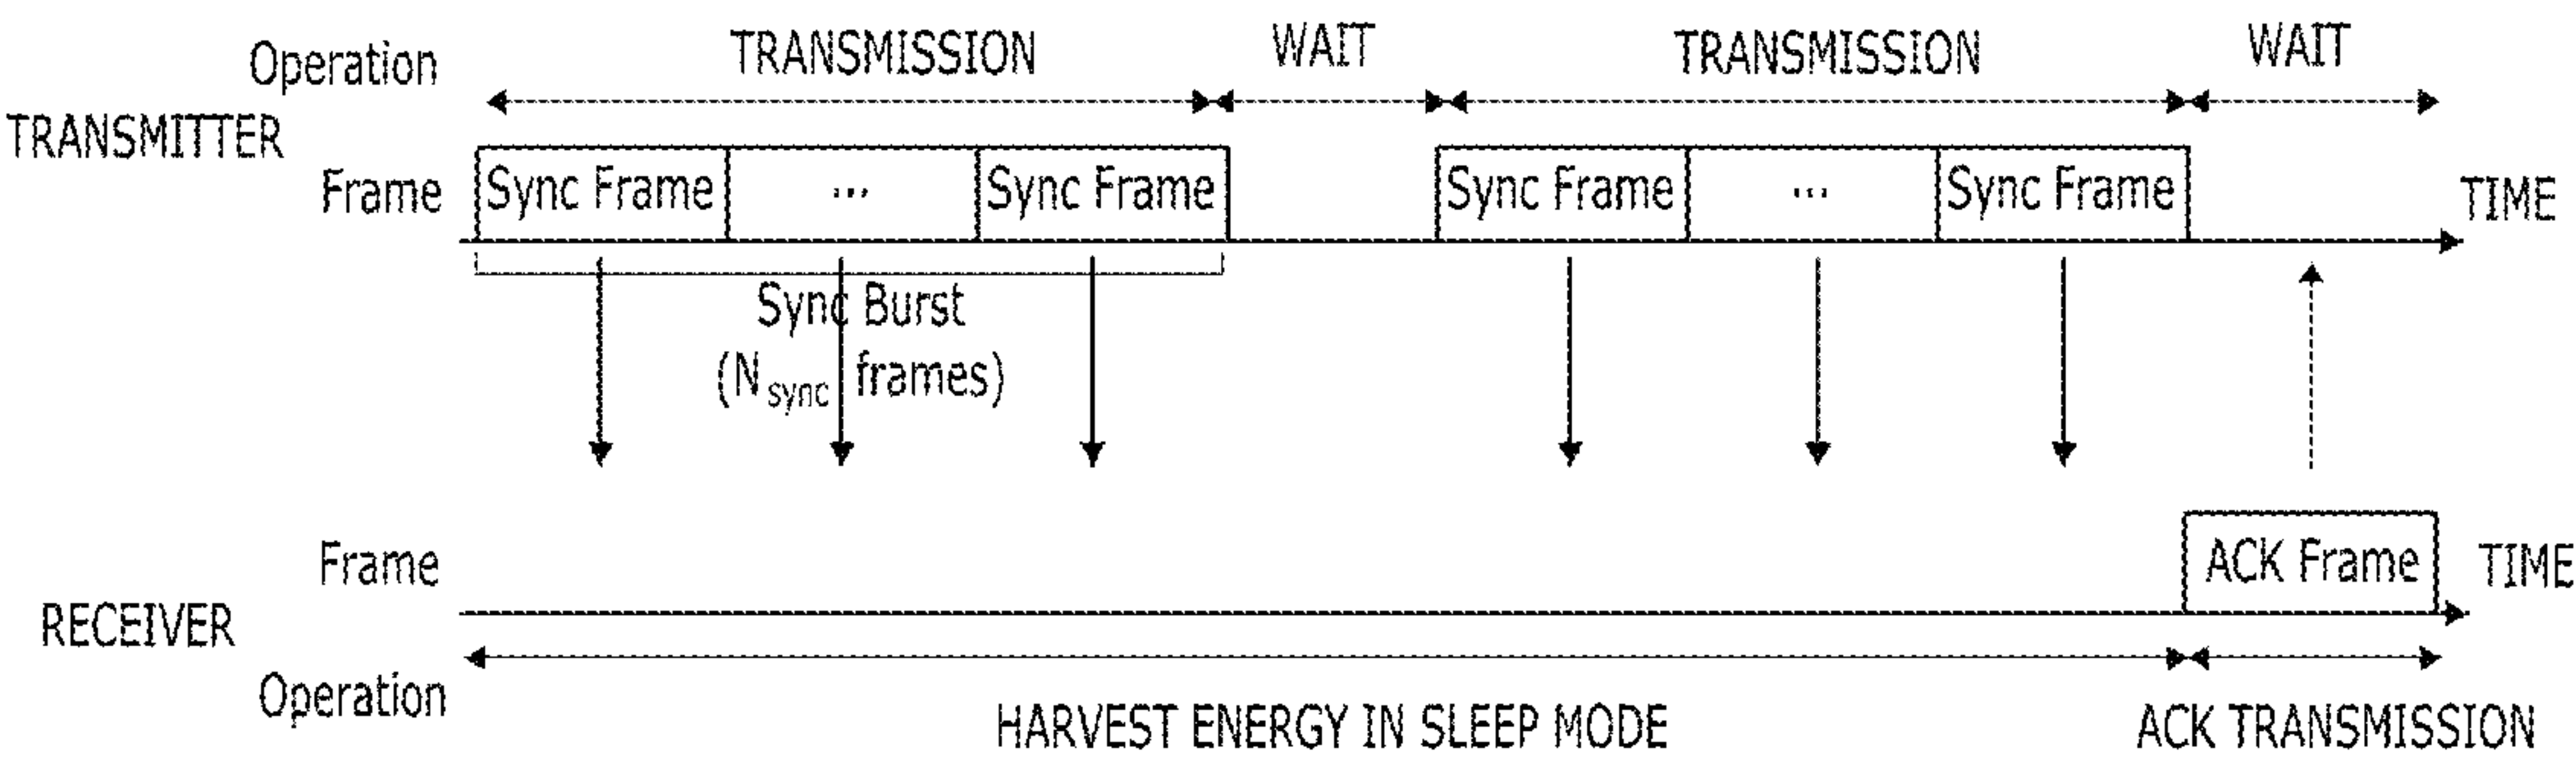 Operation TRANSMISSION WAIT TRANSMISSION WAIT
TRANSMITTER
Frame Sync Frame ... Sync Frame Sync Frame ... Sync Frame TIME
Sync Burst
(Nsync frames)
Frame ACK Frame TIME
RECEIVER
Operation
HARVEST ENERGY IN SLEEP MODE ACK TRANSMISSION